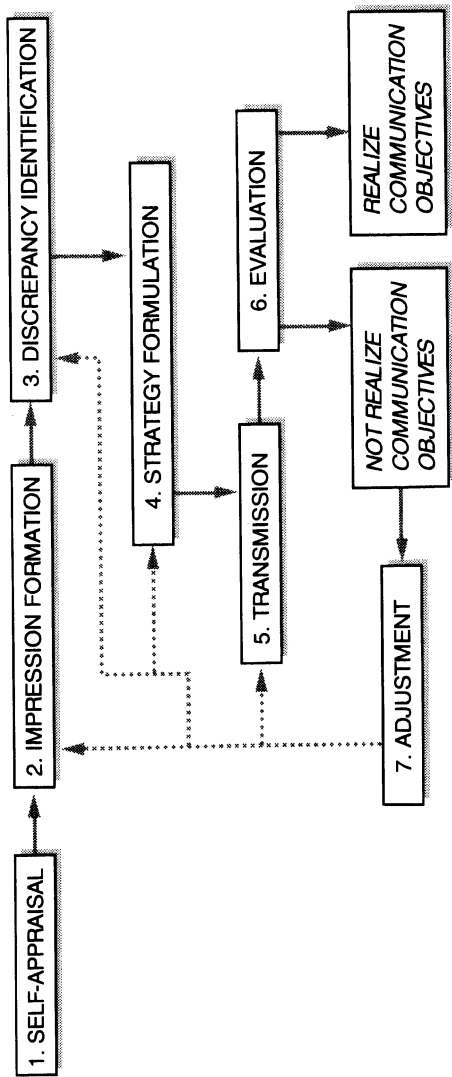 1. SELF-APPRAISAL
2. IMPRESSION FORMATION
3. DISCREPANCY IDENTIFICATION
4. STRATEGY FORMULATION
5. TRANSMISSION
6. EVALUATION
7. ADJUSTMENT
NOT REALIZE
COMMUNICATION
OBJECTIVES
REALIZE
COMMUNICATION
OBJECTIVES